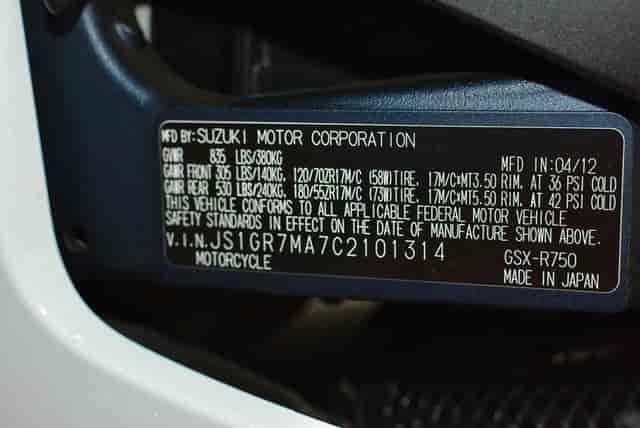 MFD BY: SUZUKI MOTOR CORPORATION
GVWR 835 LBS/380KG MFD IN: 04/12
GAWR FRONT 305 LBS/140KG, 120/70ZR17M/C (58W)TIRE, 17M/C×MT3.50 RIM, AT 36 PSI COLD
GAWR REAR 530 LBS/240KG, 180/55ZR17M/C (73W)TIRE, 17M/C×MT5.50 RIM, AT 42 PSI COLD
THIS VEHICLE CONFORMS TO ALL APPLICABLE FEDERAL MOTOR VEHICLE
SAFETY STANDARDS IN EFFECT ON THE DATE OF MANUFACTURE SHOWN ABOVE.
V.I.N.JS1GR7MA7C2101314 GSX-R750
MOTORCYCLE MADE IN JAPAN